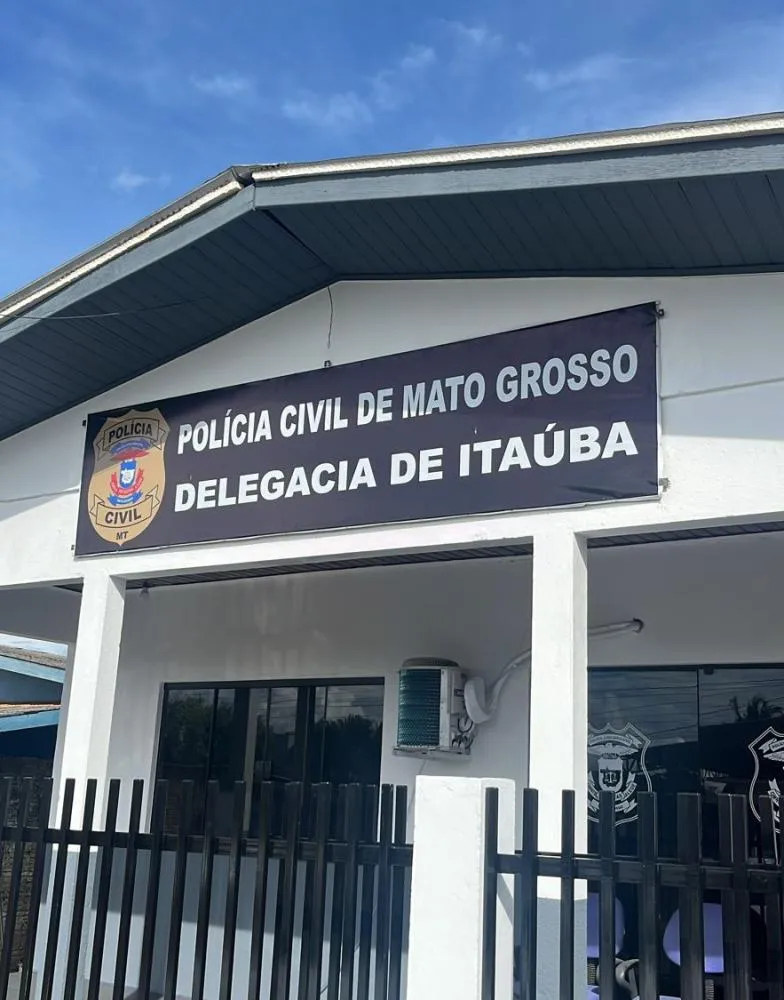 POLÍCIA CIVIL DE MATO GROSSO
DELEGACIA DE ITAÚBA
POLÍCIA
CIVIL
MT